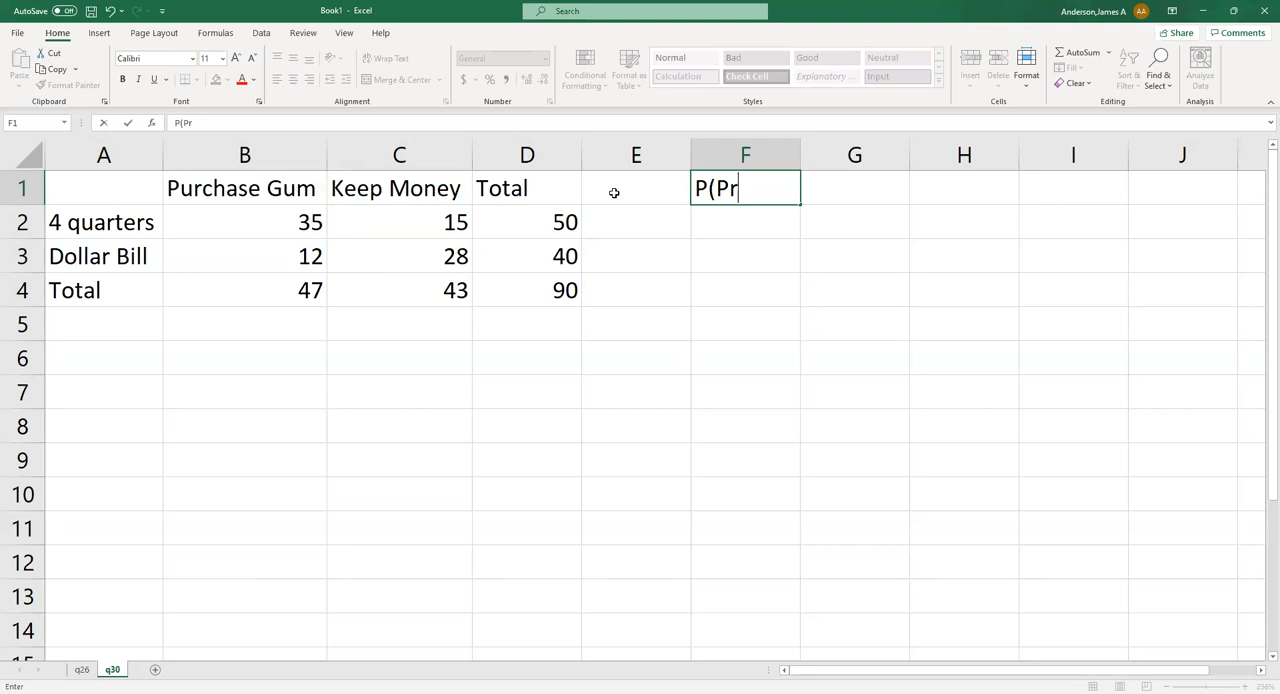 AutoSave Off Book1 - Excel Search Anderson,James A AA
File Home Insert Page Layout Formulas Data Review View Help Share Comments
Paste Cut Copy Format Painter Clipboard
Calibri 11 A A B I U A Font
Wrap Text Merge & Center Alignment
General $ % Number
Conditional Formatting Format as Table Normal Bad Good Neutral Calculation Check Cell Explanatory ... Input Styles
Insert Delete Format Cells
AutoSum Fill Clear Sort & Filter Find & Select Editing
Analyze Data Analysis
F1 fx P(Pr
A B C D E F G H I J
1 Purchase Gum Keep Money Total P(Pr
2 4 quarters 35 15 50
3 Dollar Bill 12 28 40
4 Total 47 43 90
5
6
7
8
9
10
11
12
13
14
15
q26 q30
Enter 256%